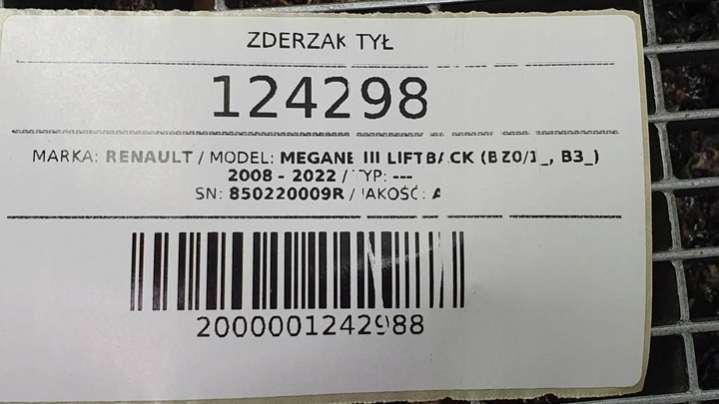 ZDERZAK TYŁ
124298
MARKA: RENAULT / MODEL: MEGANE III LIFTBACK (BZ0/1_, B3_)
2008 - 2022 / TYP: ---
SN: 850220009R / JAKOŚĆ: A
2000001242988